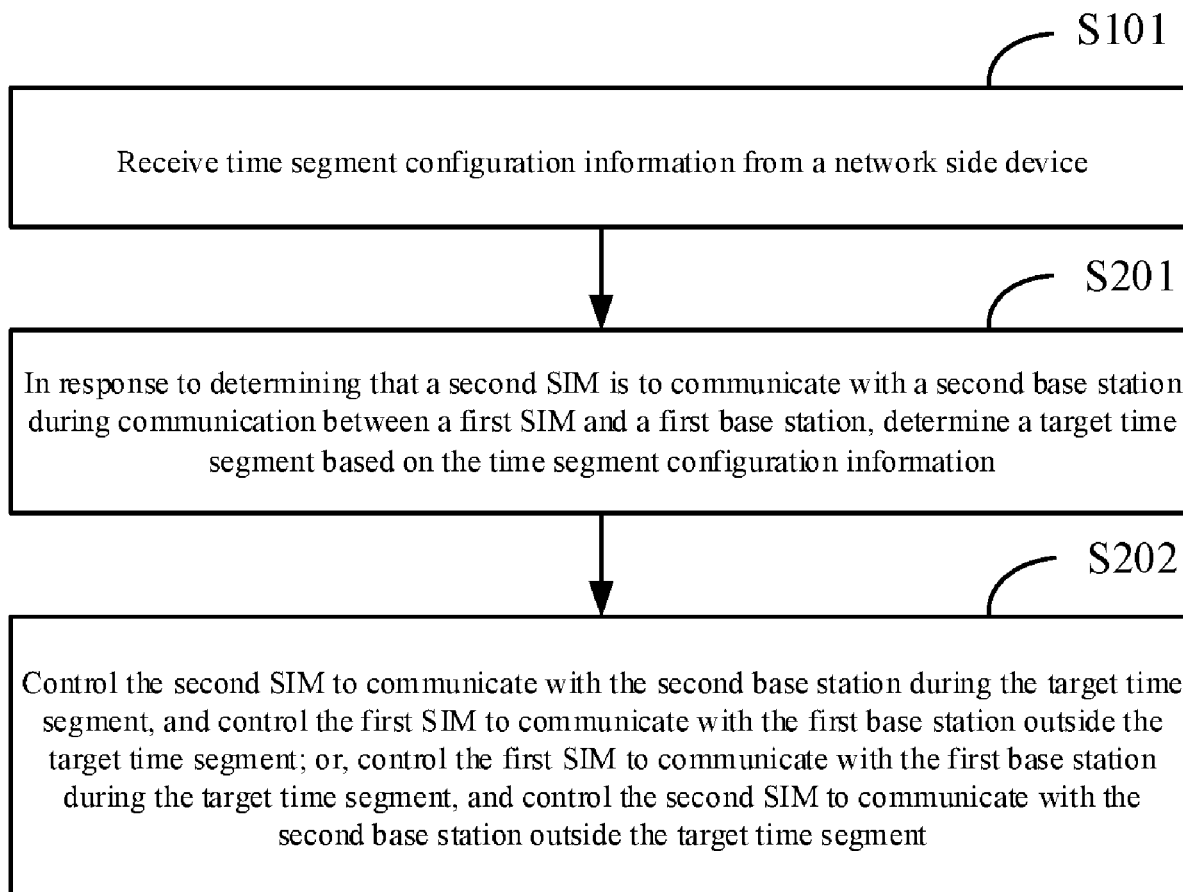 S101
Receive time segment configuration information from a network side device
S201
In response to determining that a second SIM is to communicate with a second base station
during communication between a first SIM and a first base station, determine a target time
segment based on the time segment configuration information
S202
Control the second SIM to communicate with the second base station during the target time
segment, and control the first SIM to communicate with the first base station outside the
target time segment; or, control the first SIM to communicate with the first base station
during the target time segment, and control the second SIM to communicate with the
second base station outside the target time segment